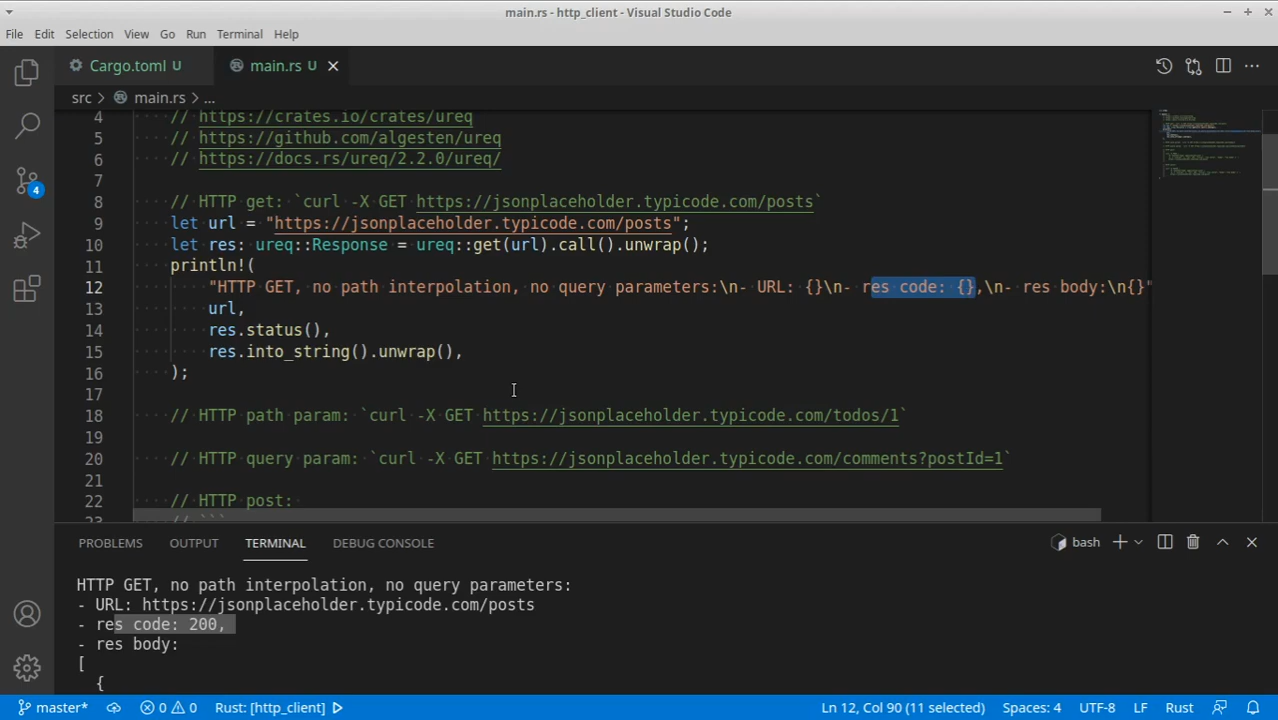 main.rs - http_client - Visual Studio Code
File Edit Selection View Go Run Terminal Help
Cargo.toml U main.rs U
src > main.rs > ...
4 // https://crates.io/crates/ureq
5 // https://github.com/algesten/ureq
6 // https://docs.rs/ureq/2.2.0/ureq/
7
8 // HTTP get: `curl -X GET https://jsonplaceholder.typicode.com/posts`
9 let url = "https://jsonplaceholder.typicode.com/posts";
10 let res: ureq::Response = ureq::get(url).call().unwrap();
11 println!(
12 "HTTP GET, no path interpolation, no query parameters:\n- URL: {}\n- res code: {},\n- res body:\n{}"
13 url,
14 res.status(),
15 res.into_string().unwrap(),
16 );
17
18 // HTTP path param: `curl -X GET https://jsonplaceholder.typicode.com/todos/1`
19
20 // HTTP query param: `curl -X GET https://jsonplaceholder.typicode.com/comments?postId=1`
21
22 // HTTP post:
23 // ```
PROBLEMS OUTPUT TERMINAL DEBUG CONSOLE bash
HTTP GET, no path interpolation, no query parameters:
- URL: https://jsonplaceholder.typicode.com/posts
- res code: 200,
- res body:
[
{
4
master* 0 0 Rust: [http_client] Ln 12, Col 90 (11 selected) Spaces: 4 UTF-8 LF Rust